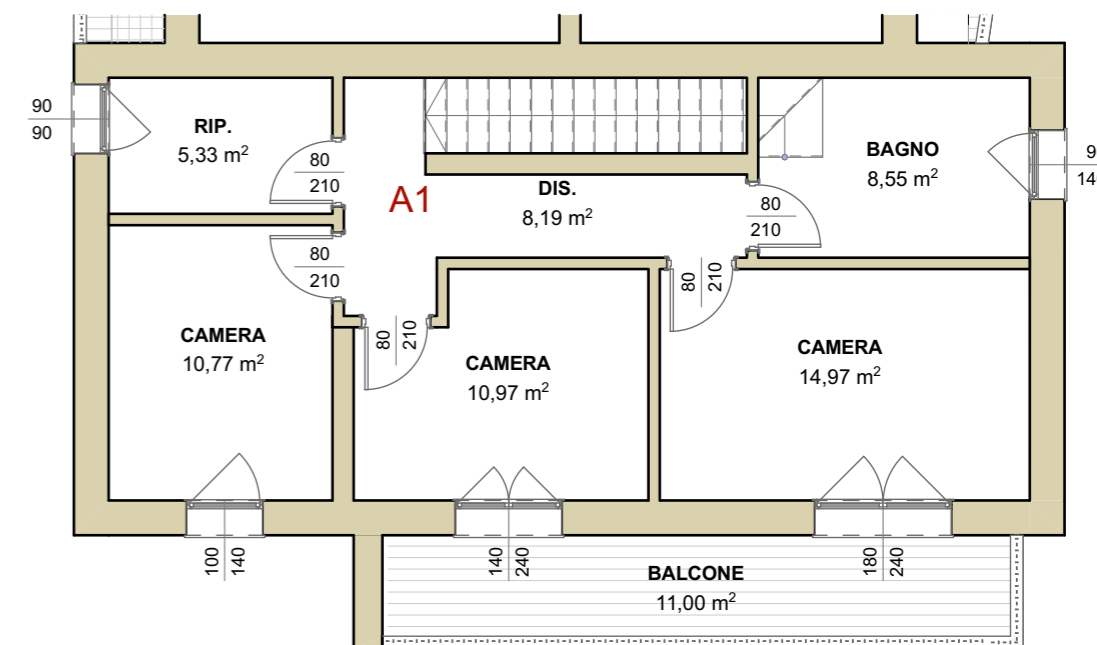 90
90
RIP.
5,33 m²
80
210
A1
DIS.
8,19 m²
BAGNO
8,55 m²
80
210
9
14
80
210
80
210
80
210
CAMERA
10,77 m²
CAMERA
10,97 m²
CAMERA
14,97 m²
100
140
140
240
180
240
BALCONE
11,00 m²